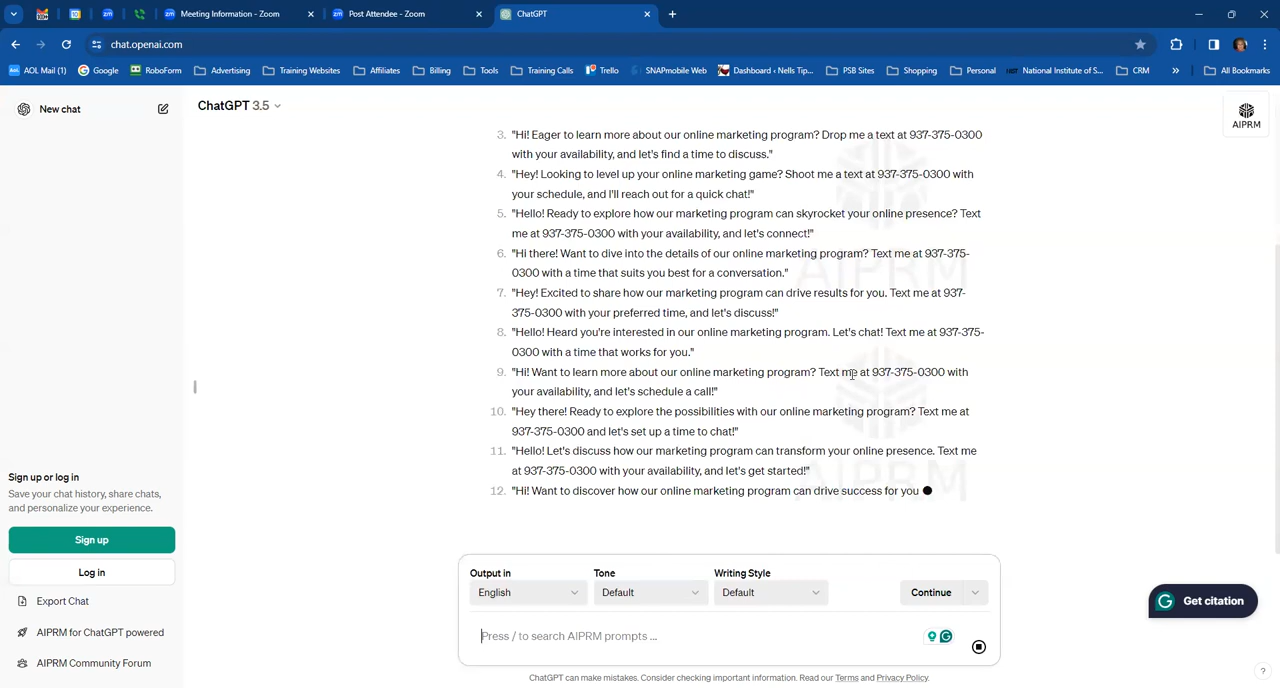 Meeting Information - Zoom
Post Attendee - Zoom
ChatGPT
chat.openai.com
AOL Mail (1) Google RoboForm Advertising Training Websites Affiliates Billing Tools Training Calls Trello SNAPmobile Web Dashboard ‹ Nells Tip... PSB Sites Shopping Personal National Institute of S... CRM » All Bookmarks
New chat
ChatGPT 3.5
AIPRM
3. "Hi! Eager to learn more about our online marketing program? Drop me a text at 937-375-0300
with your availability, and let's find a time to discuss."
4. "Hey! Looking to level up your online marketing game? Shoot me a text at 937-375-0300 with
your schedule, and I'll reach out for a quick chat!"
5. "Hello! Ready to explore how our marketing program can skyrocket your online presence? Text
me at 937-375-0300 with your availability, and let's connect!"
6. "Hi there! Want to dive into the details of our online marketing program? Text me at 937-375-
0300 with a time that suits you best for a conversation."
AIPRM
7. "Hey! Excited to share how our marketing program can drive results for you. Text me at 937-
375-0300 with your preferred time, and let's discuss!"
8. "Hello! Heard you're interested in our online marketing program. Let's chat! Text me at 937-375-
0300 with a time that works for you."
9. "Hi! Want to learn more about our online marketing program? Text me at 937-375-0300 with
your availability, and let's schedule a call!"
10. "Hey there! Ready to explore the possibilities with our online marketing program? Text me at
937-375-0300 and let's set up a time to chat!"
11. "Hello! Let's discuss how our marketing program can transform your online presence. Text me
at 937-375-0300 with your availability, and let's get started!"
AIPRM
12. "Hi! Want to discover how our online marketing program can drive success for you
Sign up or log in
Save your chat history, share chats,
and personalize your experience.
Sign up
Log in
Export Chat
AIPRM for ChatGPT powered
AIPRM Community Forum
Output in Tone Writing Style
English Default Default Continue
Press / to search AIPRM prompts ...
Get citation
ChatGPT can make mistakes. Consider checking important information. Read our Terms and Privacy Policy.
?